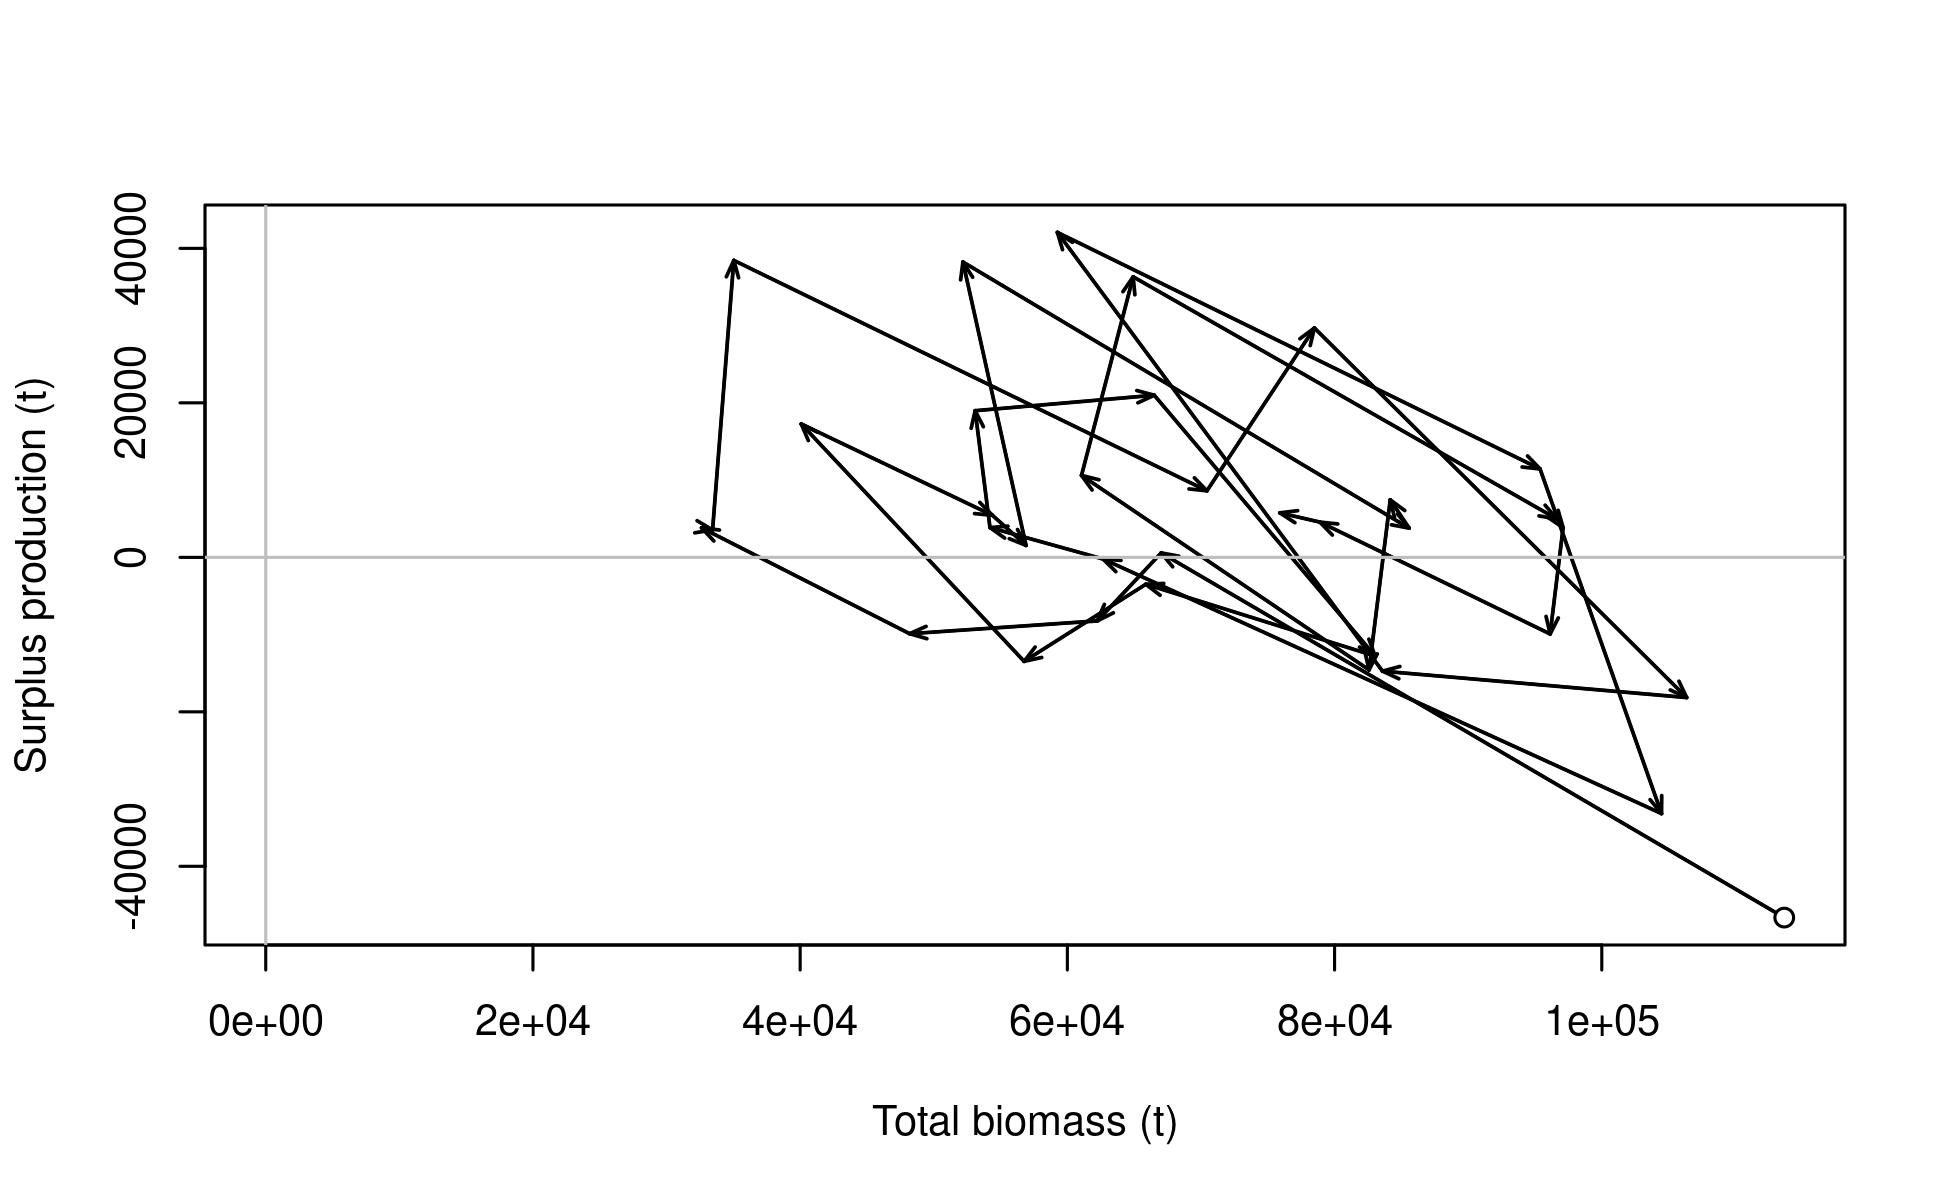 Surplus production (t)
40000
20000
0
-40000
0e+00 2e+04 4e+04 6e+04 8e+04 1e+05
Total biomass (t)